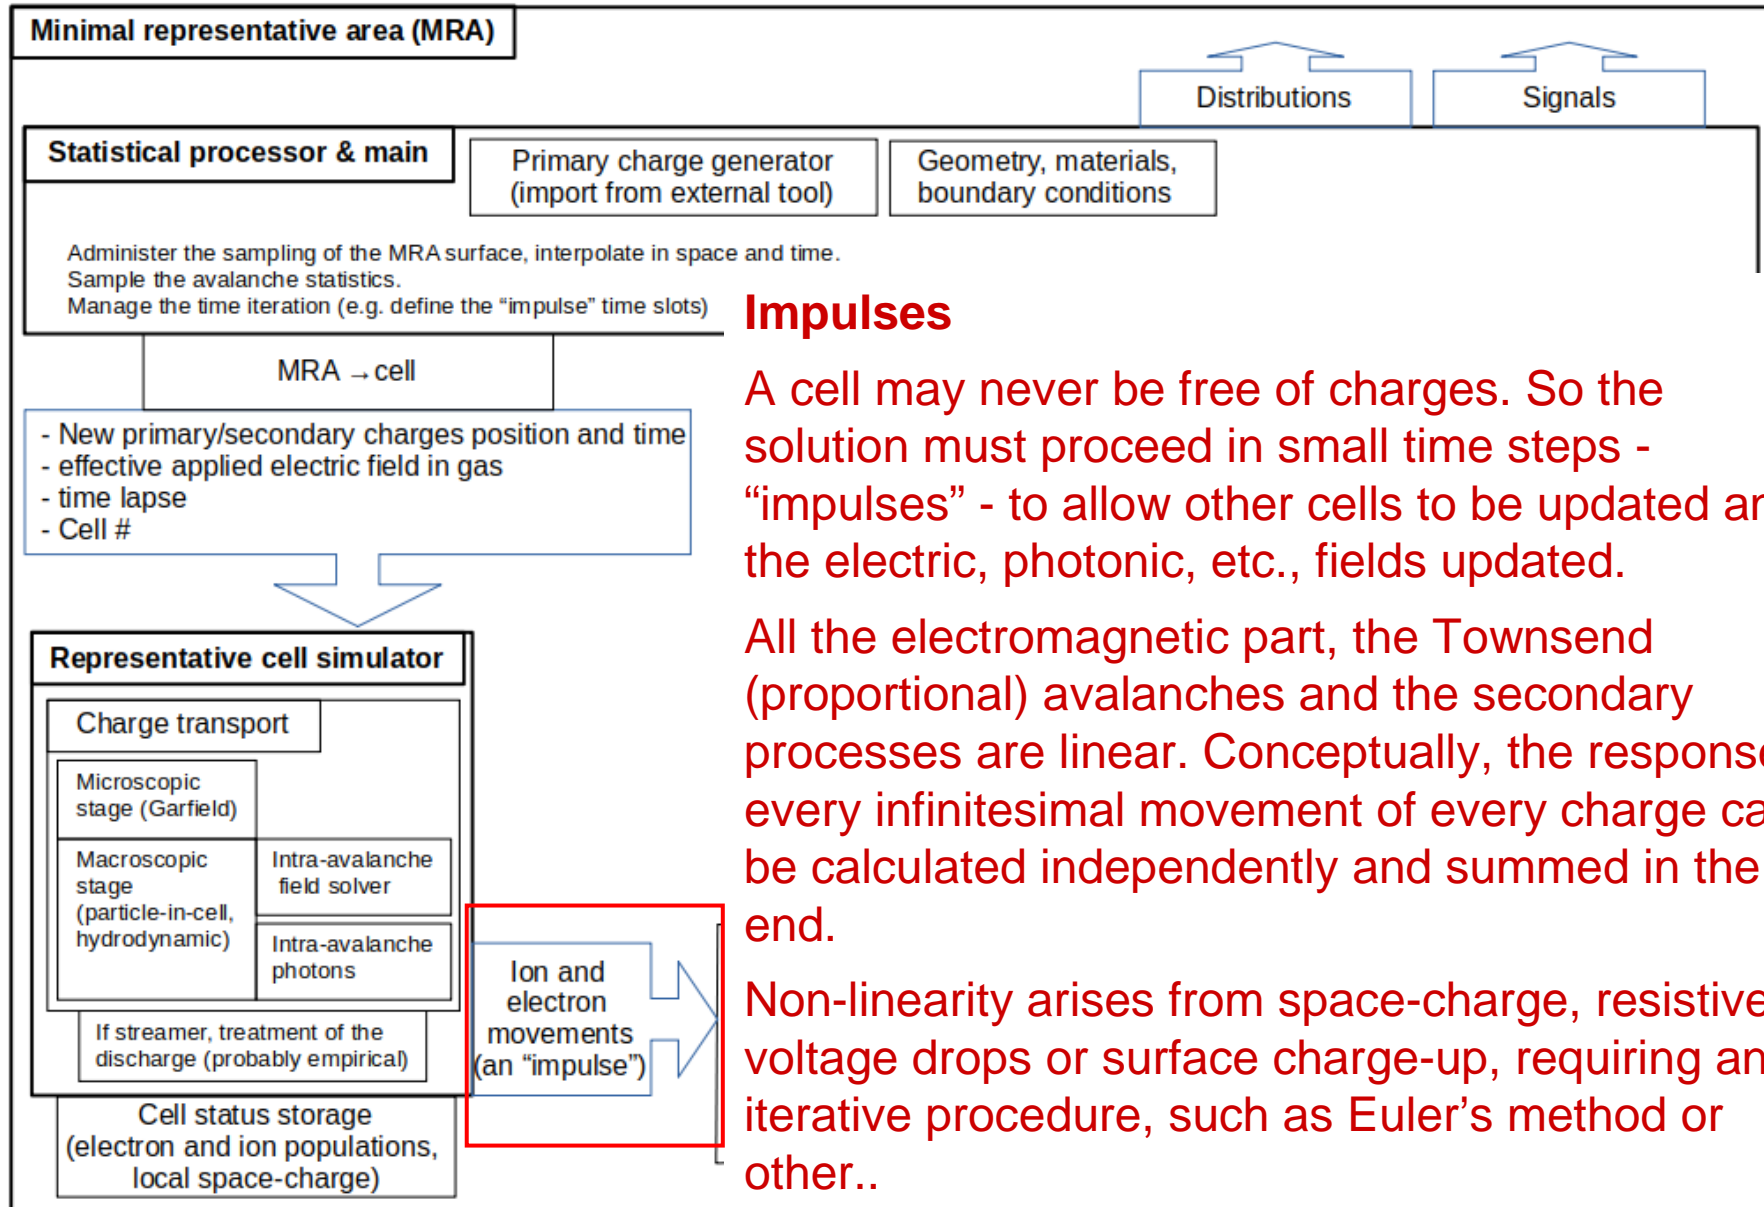 Minimal representative area (MRA)
Distributions
Signals
Statistical processor & main
Primary charge generator
(import from external tool)
Geometry, materials,
boundary conditions
Administer the sampling of the MRA surface, interpolate in space and time.
Sample the avalanche statistics.
Manage the time iteration (e.g. define the “impulse” time slots)
MRA →cell
- New primary/secondary charges position and time
- effective applied electric field in gas
- time lapse
- Cell #
Representative cell simulator
Charge transport
Microscopic
stage (Garfield)
Macroscopic
stage
(particle-in-cell,
hydrodynamic)
Intra-avalanche
field solver
Intra-avalanche
photons
If streamer, treatment of the
discharge (probably empirical)
Cell status storage
(electron and ion populations,
local space-charge)
Ion and
electron
movements
(an “impulse”)
Impulses
A cell may never be free of charges. So the
solution must proceed in small time steps -
“impulses” - to allow other cells to be updated
the electric, photonic, etc., fields updated.
All the electromagnetic part, the Townsend
(proportional) avalanches and the secondary
processes are linear. Conceptually, the response
every infinitesimal movement of every charge
be calculated independently and summed in the
end.
Non-linearity arises from space-charge, resistive
voltage drops or surface charge-up, requiring an
iterative procedure, such as Euler’s method or
other..